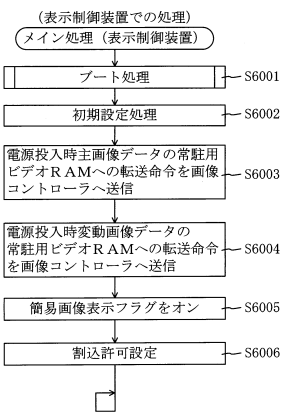 (表示制御装置での処理)
メイン処理(表示制御装置)
ブート処理
S6001
初期設定処理
S6002
電源投入時主画像データの常駐用
ビデオRAMへの転送命令を画像
コントローラへ送信
S6003
電源投入時変動画像データの
常駐用ビデオRAMへの転送命令
を画像コントローラへ送信
S6004
簡易画像表示フラグをオン
S6005
割込許可設定
S6006